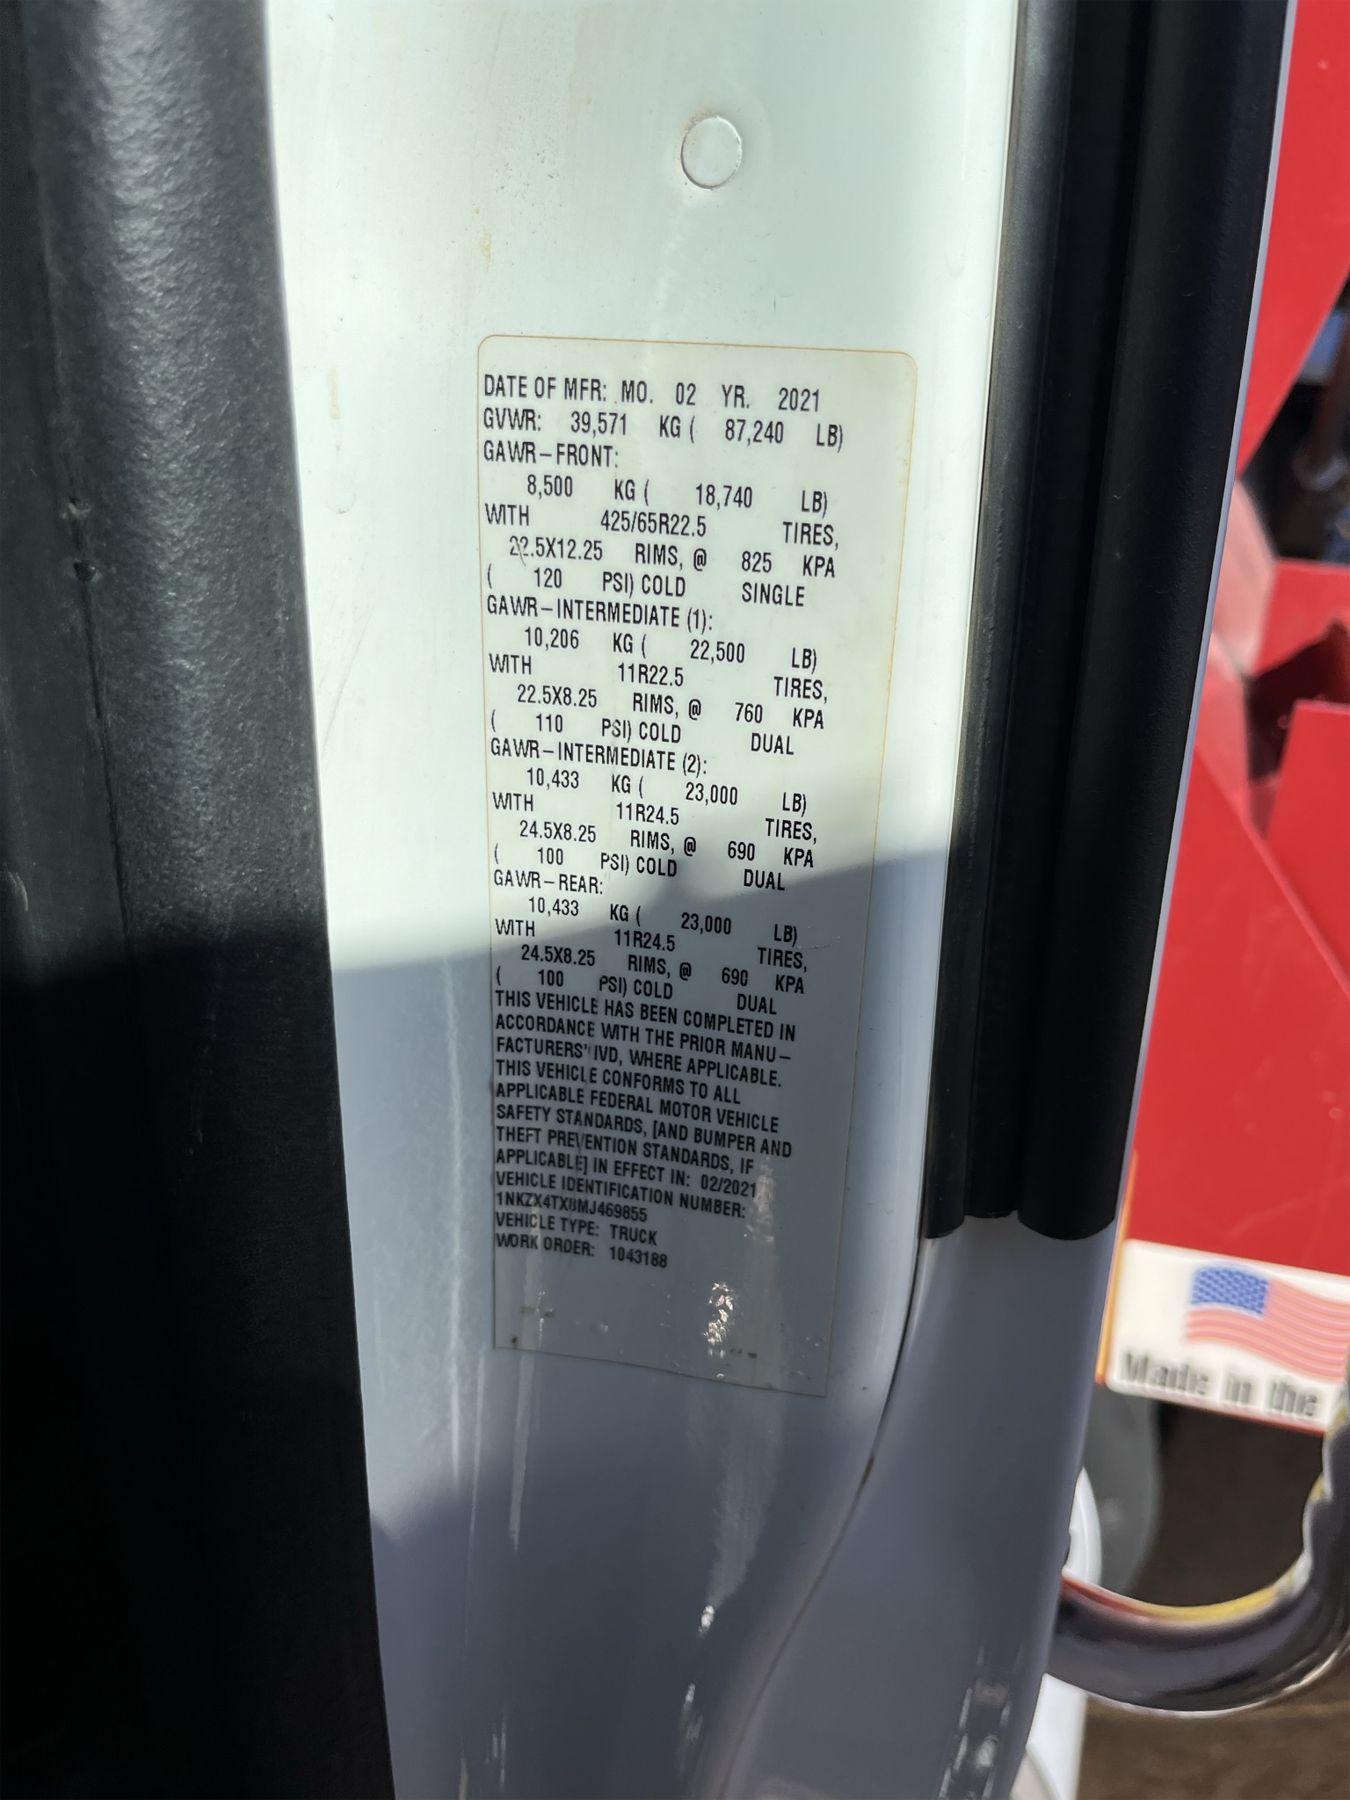 DATE OF MFR: MO. 02 YR. 2021
GVWR: 39,571 KG ( 87,240 LB)
GAWR-FRONT:
8,500 KG ( 18,740 LB)
WITH 425/65R22.5 TIRES,
22.5X12.25 RIMS, @ 825 KPA
( 120 PSI) COLD SINGLE
GAWR-INTERMEDIATE (1):
10,206 KG ( 22,500 LB)
WITH 11R22.5 TIRES,
22.5X8.25 RIMS, @ 760 KPA
( 110 PSI) COLD DUAL
GAWR-INTERMEDIATE (2):
10,433 KG ( 23,000 LB)
WITH 11R24.5 TIRES,
24.5X8.25 RIMS, @ 690 KPA
( 100 PSI) COLD DUAL
GAWR-REAR:
10,433 KG ( 23,000 LB)
WITH 11R24.5 TIRES,
24.5X8.25 RIMS, @ 690 KPA
( 100 PSI) COLD DUAL
THIS VEHICLE HAS BEEN COMPLETED IN
ACCORDANCE WITH THE PRIOR MANU-
FACTURERS' IVD, WHERE APPLICABLE.
THIS VEHICLE CONFORMS TO ALL
APPLICABLE FEDERAL MOTOR VEHICLE
SAFETY STANDARDS, [AND BUMPER AND
THEFT PREVENTION STANDARDS, IF
APPLICABLE] IN EFFECT IN: 02/2021
VEHICLE IDENTIFICATION NUMBER:
VEHICLE TYPE: TRUCK
WORK ORDER: 1043188
Made in the